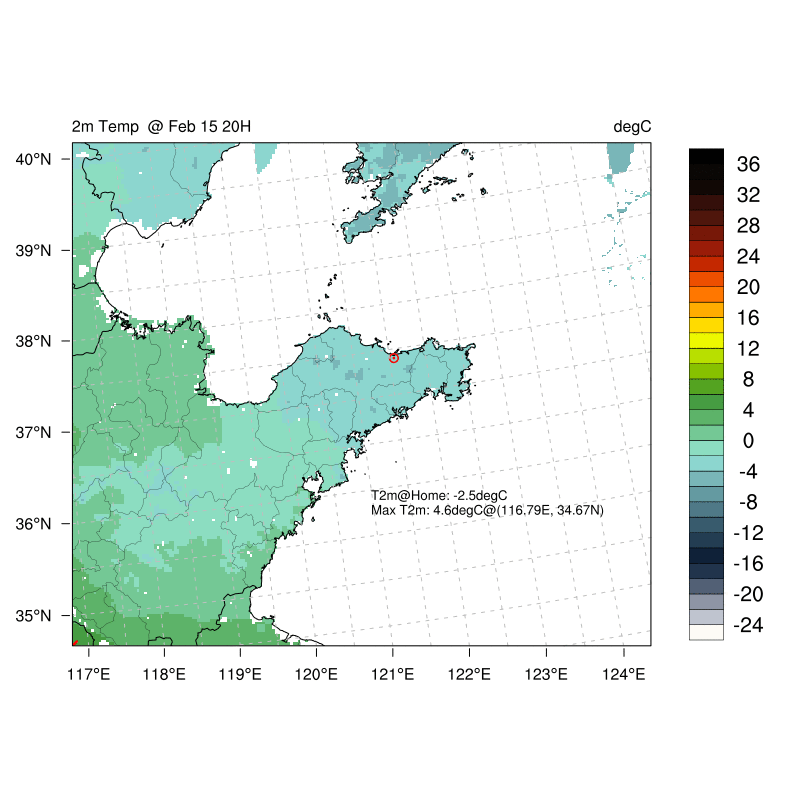 2m Temp @ Feb 15 20H
degC
40°N
39°N
38°N
37°N
36°N
35°N
117°E
118°E
119°E
120°E
121°E
122°E
123°E
124°E
T2m@Home: -2.5degC
Max T2m: 4.6degC@(116.79E, 34.67N)
36
32
28
24
20
16
12
8
4
0
-4
-8
-12
-16
-20
-24